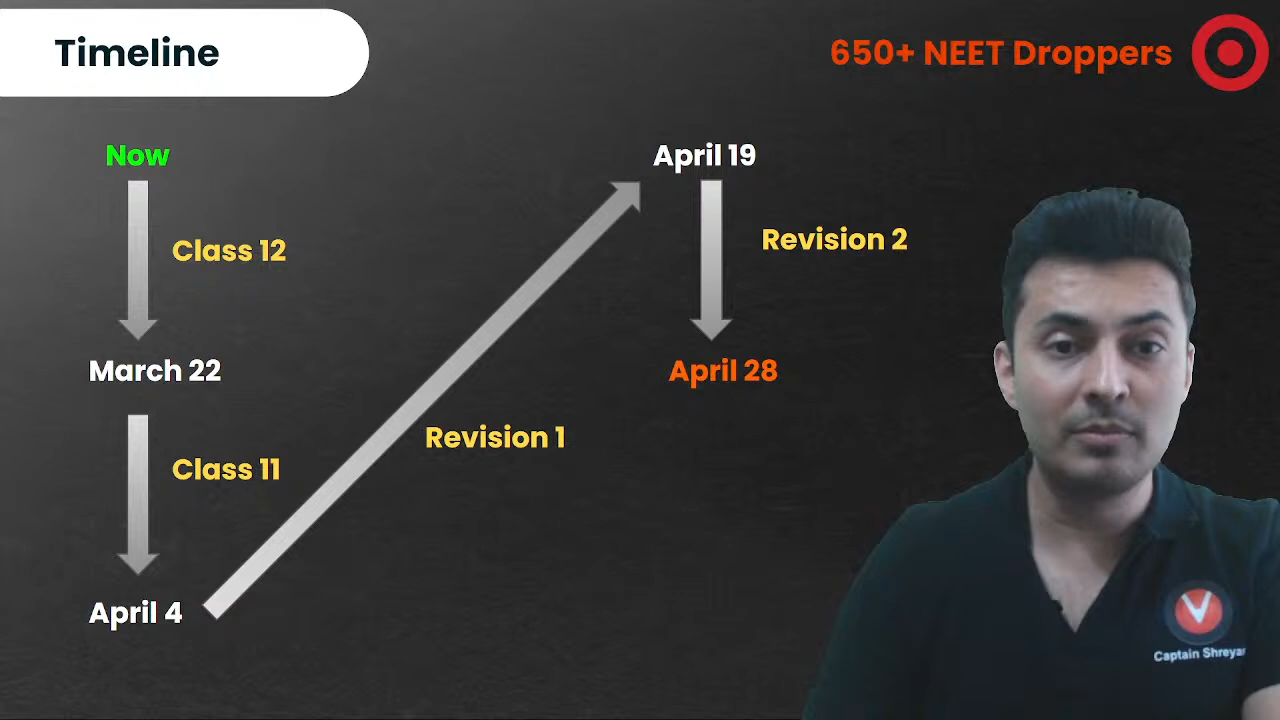 Timeline
650+ NEET Droppers
Now
Class 12
March 22
Class 11
April 4
Revision 1
April 19
Revision 2
April 28
V
Captain Shreyas